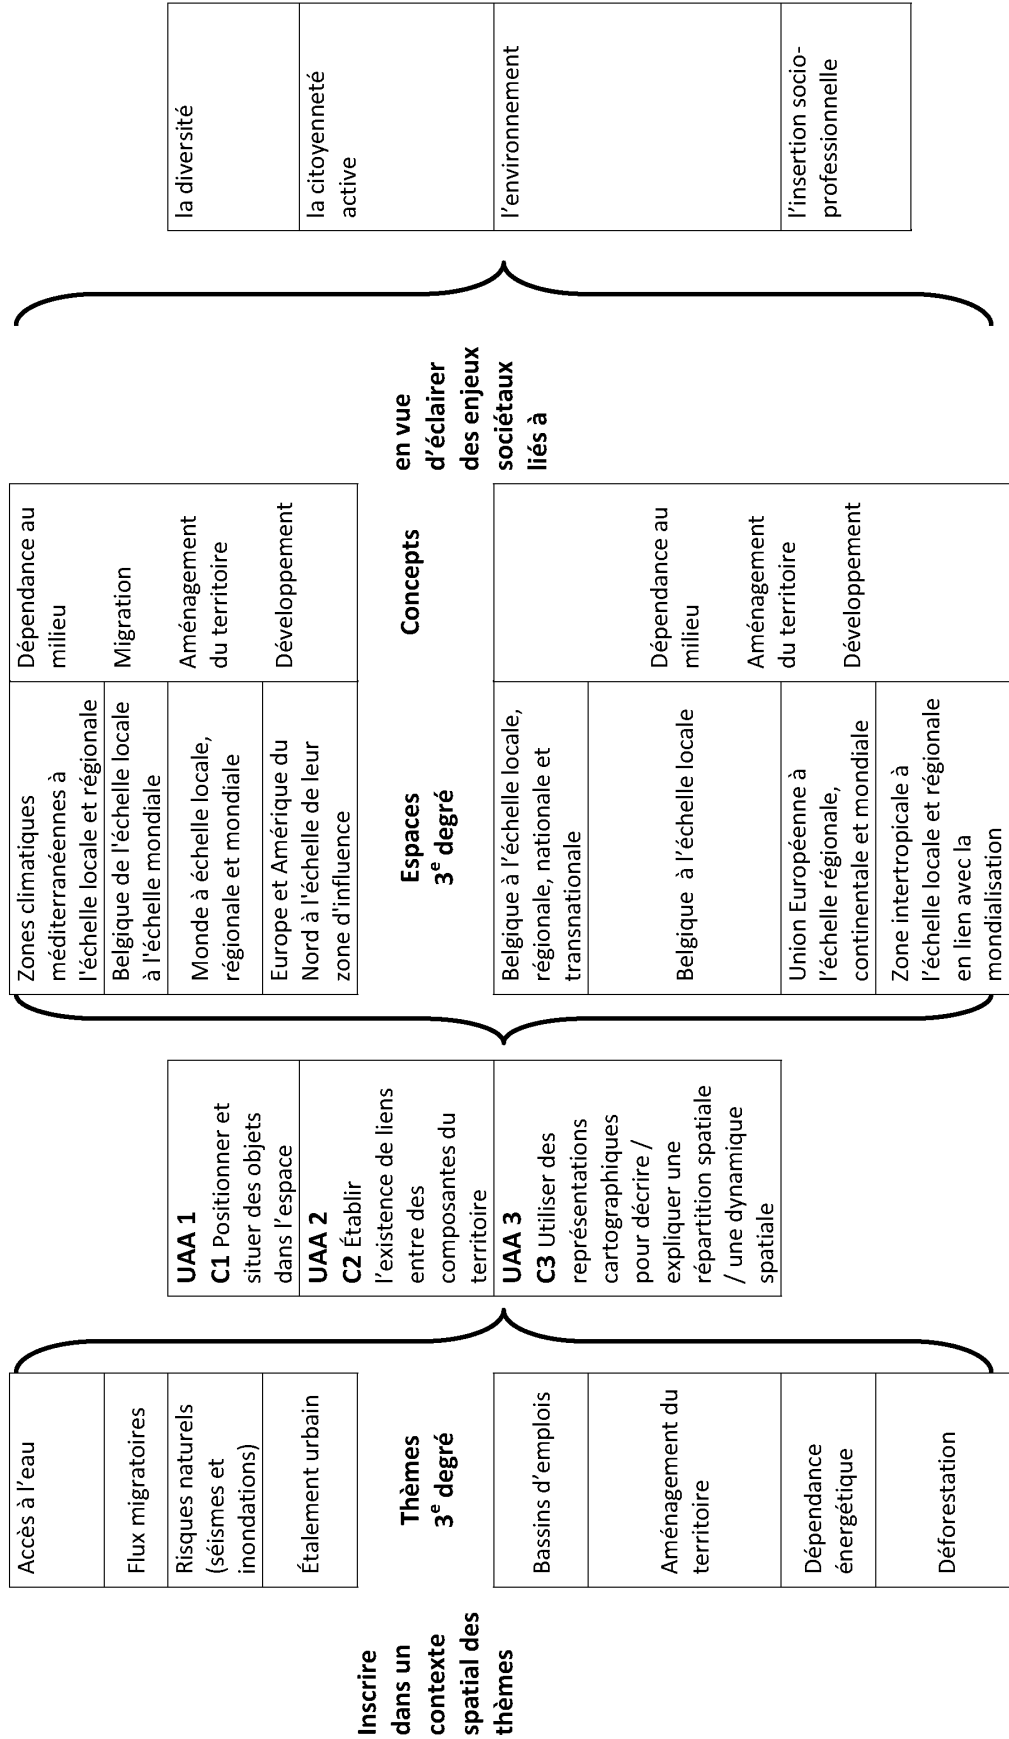 Inscrire
dans un
contexte
spatial des
thèmes
Accès à l'eau
Flux migratoires
Risques naturels
(séismes et
inondations)
Étalement urbain
Thèmes
3e degré
Bassins d'emplois
Aménagement du
territoire
Dépendance
énergétique
Déforestation
UAA 1
C1 Positionner et
situer des objets
dans l'espace
UAA 2
C2 Établir
l'existence de liens
entre des
composantes du
territoire
UAA 3
C3 Utiliser des
représentations
cartographiques
pour décrire /
expliquer une
répartition spatiale
/ une dynamique
spatiale
Zones climatiques
méditerranéennes à
l'échelle locale et régionale
Belgique de l'échelle locale
à l'échelle mondiale
Monde à échelle locale,
régionale et mondiale
Europe et Amérique du
Nord à l'échelle de leur
zone d'influence
Espaces
3e degré
Belgique à l'échelle locale,
régionale, nationale et
transnationale
Belgique à l'échelle locale
Union Européenne à
l'échelle régionale,
continentale et mondiale
Zone intertropicale à
l'échelle locale et régionale
en lien avec la
mondialisation
Dépendance au
milieu
Migration
Aménagement
du territoire
Développement
Concepts
Dépendance au
milieu
Aménagement
du territoire
Développement
en vue
d'éclairer
des enjeux
sociétaux
liés à
la diversité
la citoyenneté
active
l'environnement
l'insertion socio-
professionnelle